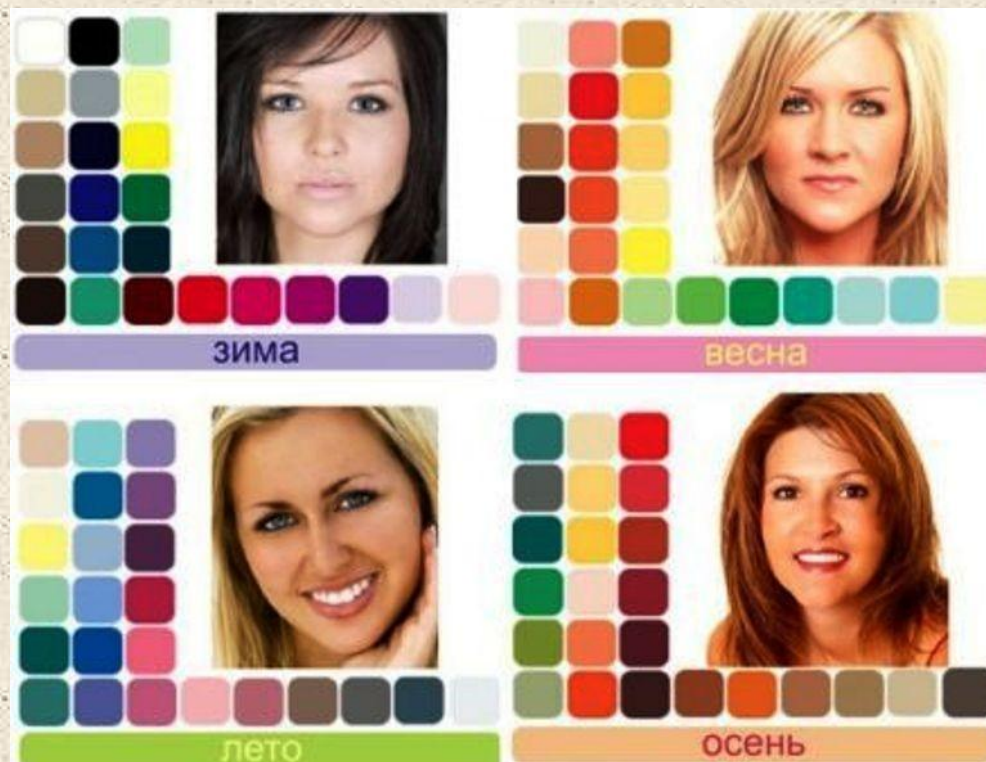 зима
весна
лето
осень